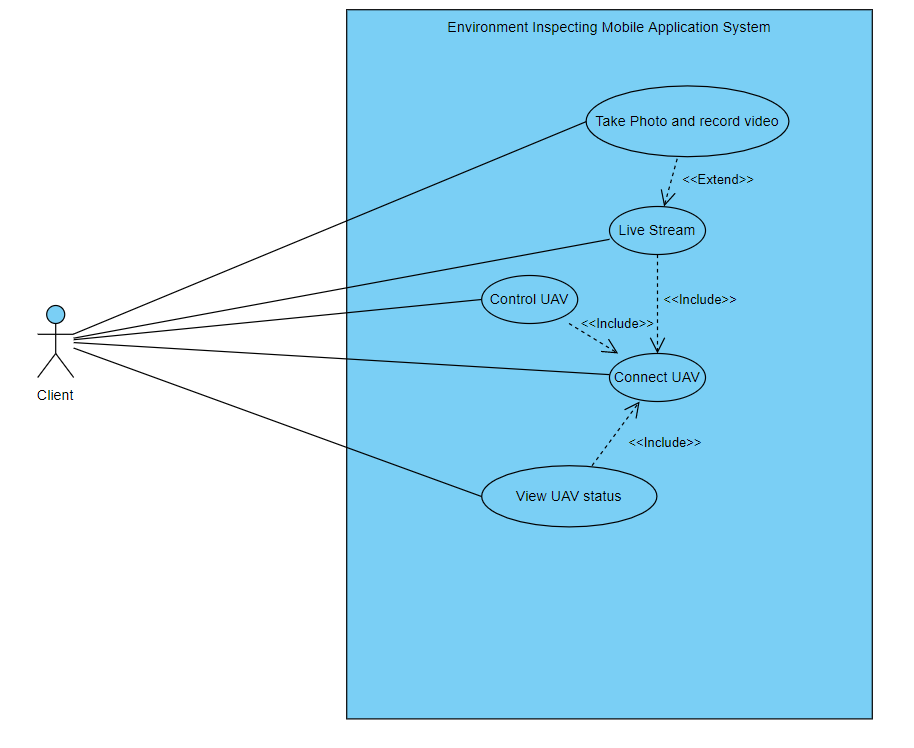 Environment Inspecting Mobile Application System
Take Photo and record video
<<Extend>>
Live Stream
Control UAV
<<Include>>
<<Include>>
Connect UAV
Client
<<Include>>
View UAV status